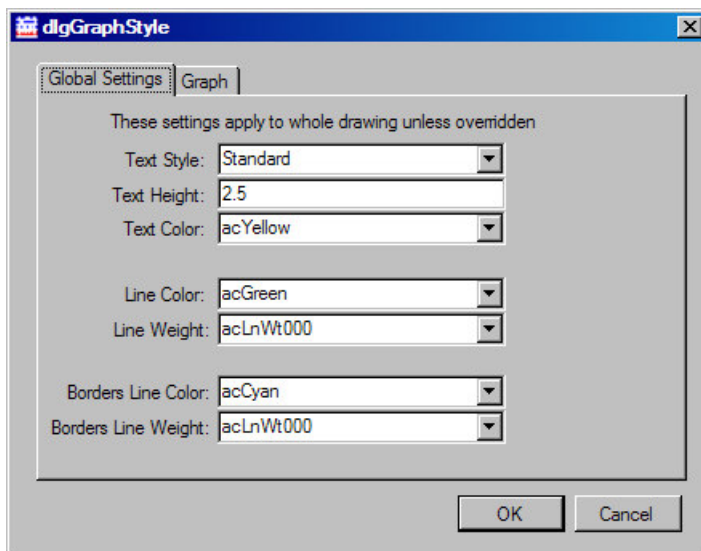 dlgGraphStyle
Global Settings Graph
These settings apply to whole drawing unless overridden
Text Style: Standard
Text Height: 2.5
Text Color: acYellow
Line Color: acGreen
Line Weight: acLnWt000
Borders Line Color: acCyan
Borders Line Weight: acLnWt000
OK Cancel